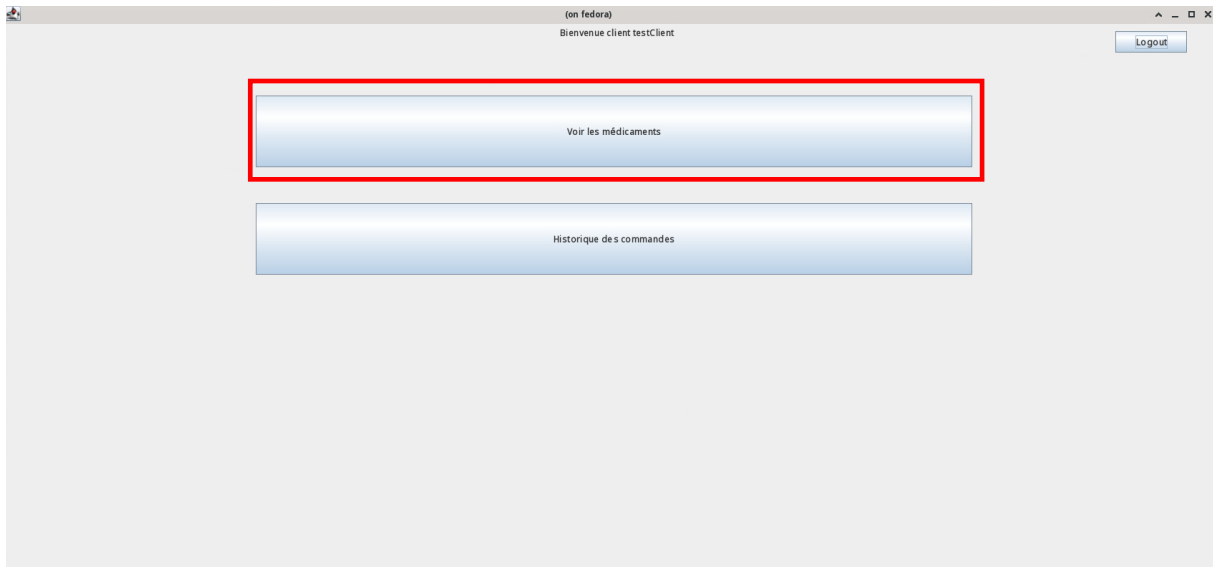 (on fedora)
Bienvenue client testClient
Logout
Voir les médicaments
Historique des commandes